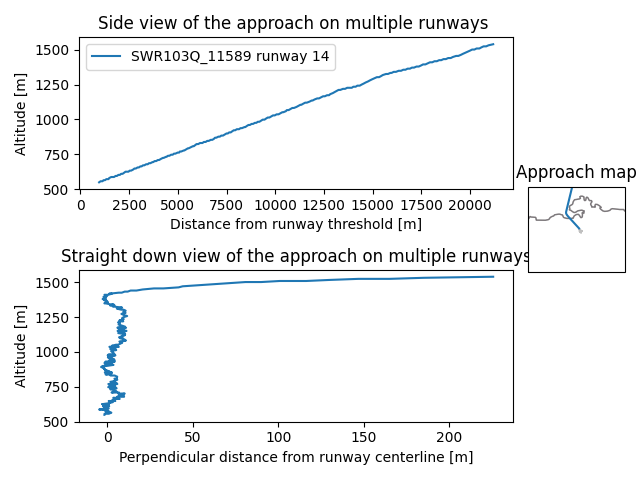 Side view of the approach on multiple runways
1500
1250
1000
750
500
Altitude [m]
SWR103Q_11589 runway 14
0 2500 5000 7500 10000 12500 15000 17500 20000
Distance from runway threshold [m]
Approach map
Straight down view of the approach on multiple runways
1500
1250
1000
750
500
Altitude [m]
0 50 100 150 200
Perpendicular distance from runway centerline [m]